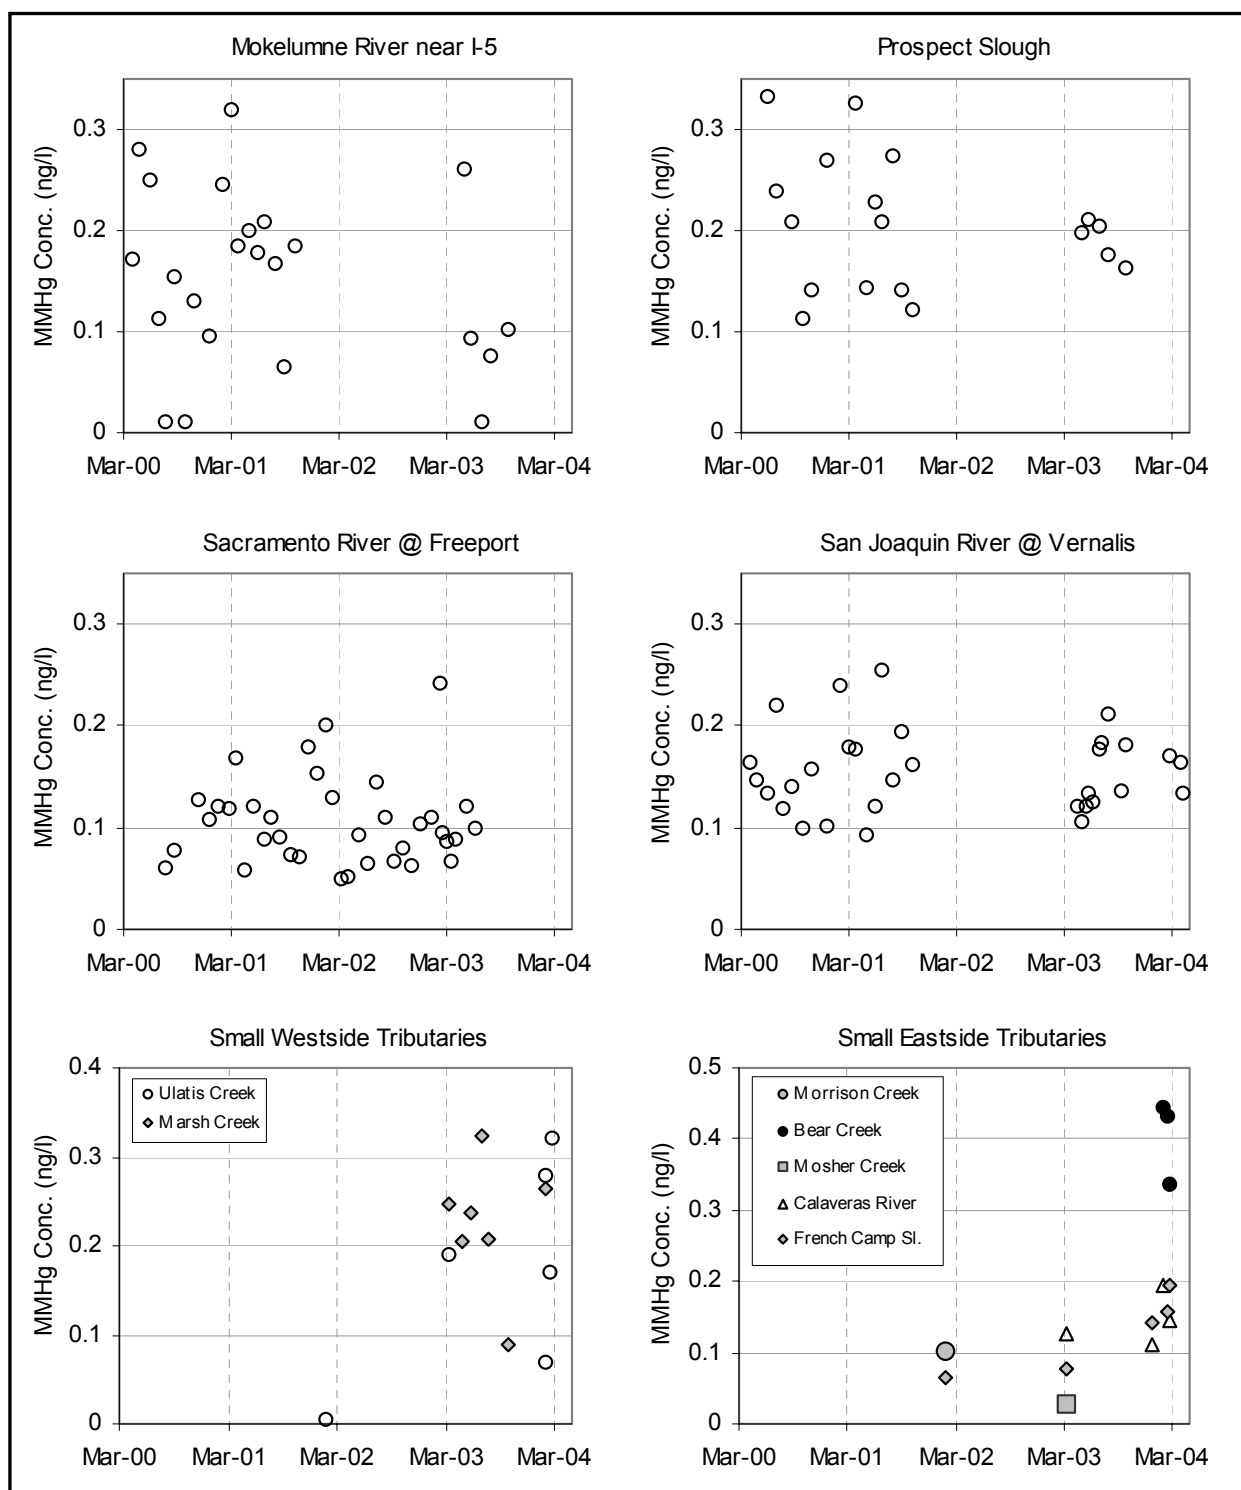 Mokelumne River near I-5
MMHg Conc. (ng/l)
0.3
0.2
0.1
0
Mar-00 Mar-01 Mar-02 Mar-03 Mar-04
Prospect Slough
MMHg Conc. (ng/l)
0.3
0.2
0.1
0
Mar-00 Mar-01 Mar-02 Mar-03 Mar-04
Sacramento River @ Freeport
MMHg Conc. (ng/l)
0.3
0.2
0.1
0
Mar-00 Mar-01 Mar-02 Mar-03 Mar-04
San Joaquin River @ Vernalis
MMHg Conc. (ng/l)
0.3
0.2
0.1
0
Mar-00 Mar-01 Mar-02 Mar-03 Mar-04
Small Westside Tributaries
MMHg Conc. (ng/l)
0.4
0.3
0.2
0.1
0
Ulatis Creek
Marsh Creek
Mar-00 Mar-01 Mar-02 Mar-03 Mar-04
Small Eastside Tributaries
MMHg Conc. (ng/l)
0.5
0.4
0.3
0.2
0.1
0
Morrison Creek
Bear Creek
Mosher Creek
Calaveras River
French Camp Sl.
Mar-00 Mar-01 Mar-02 Mar-03 Mar-04